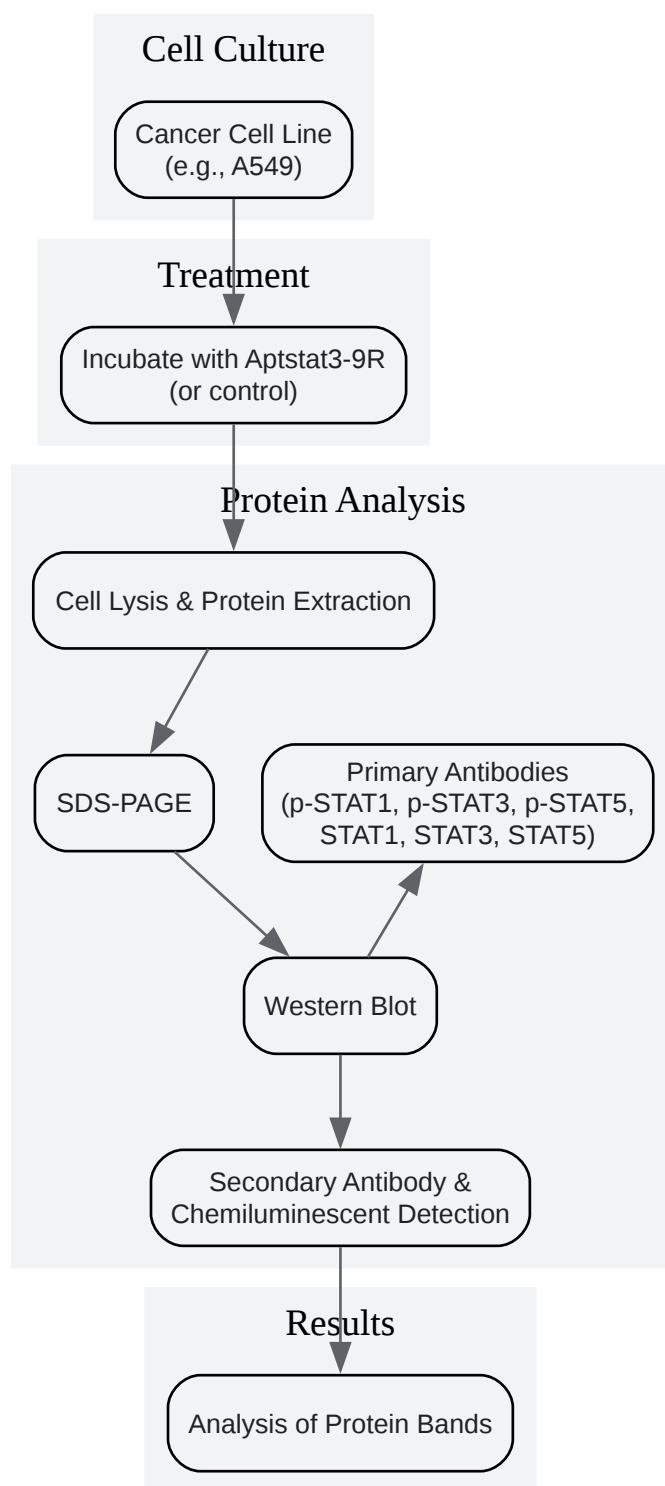 Cell Culture
Cancer Cell Line
(e.g., A549)
Treatment
Incubate with Aptstat3-9R
(or control)
Protein Analysis
Cell Lysis & Protein Extraction
SDS-PAGE
Primary Antibodies
(p-STAT1, p-STAT3, p-STAT5,
STAT1, STAT3, STAT5)
Western Blot
Secondary Antibody &
Chemiluminescent Detection
Results
Analysis of Protein Bands